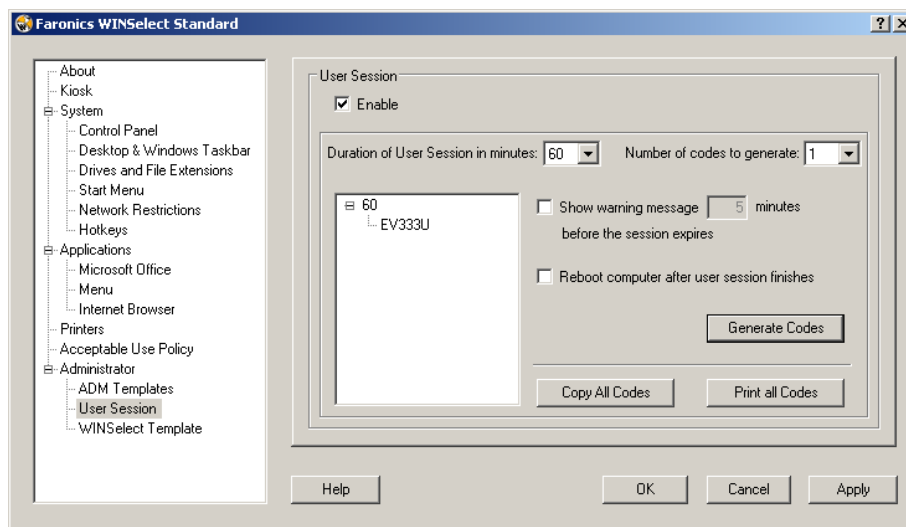 Faronics WINSelect Standard
About
Kiosk
System
Control Panel
Desktop & Windows Taskbar
Drives and File Extensions
Start Menu
Network Restrictions
Hotkeys
Applications
Microsoft Office
Menu
Internet Browser
Printers
Acceptable Use Policy
Administrator
ADM Templates
User Session
WINSelect Template
User Session
Enable
Duration of User Session in minutes: 60 Number of codes to generate: 1
60
EV333U
Show warning message 5 minutes
before the session expires
Reboot computer after user session finishes
Generate Codes
Copy All Codes Print all Codes
Help OK Cancel Apply